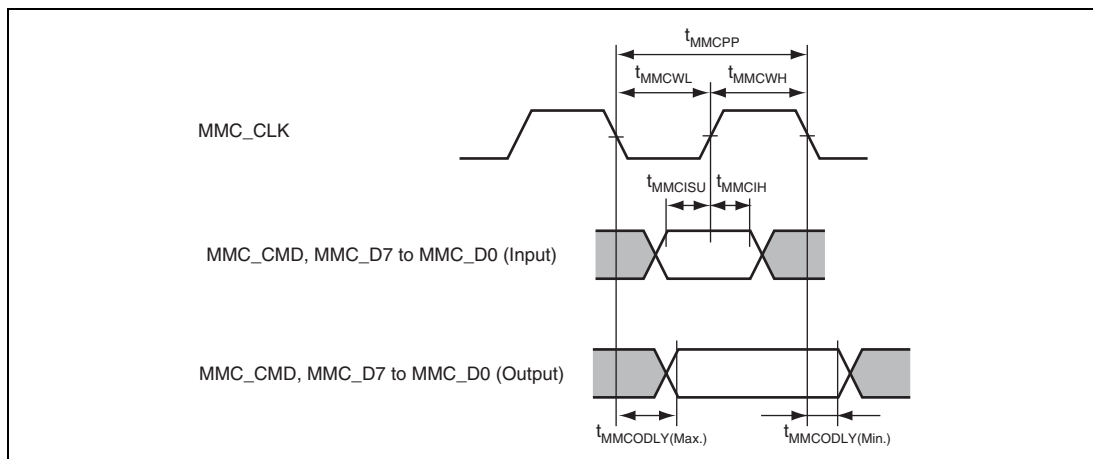 tMMCPP
tMMCWL tMMCWH
MMC_CLK
tMMCISU tMMCIH
MMC_CMD, MMC_D7 to MMC_D0 (Input)
MMC_CMD, MMC_D7 to MMC_D0 (Output)
tMMCODLY(Max.) tMMCODLY(Min.)